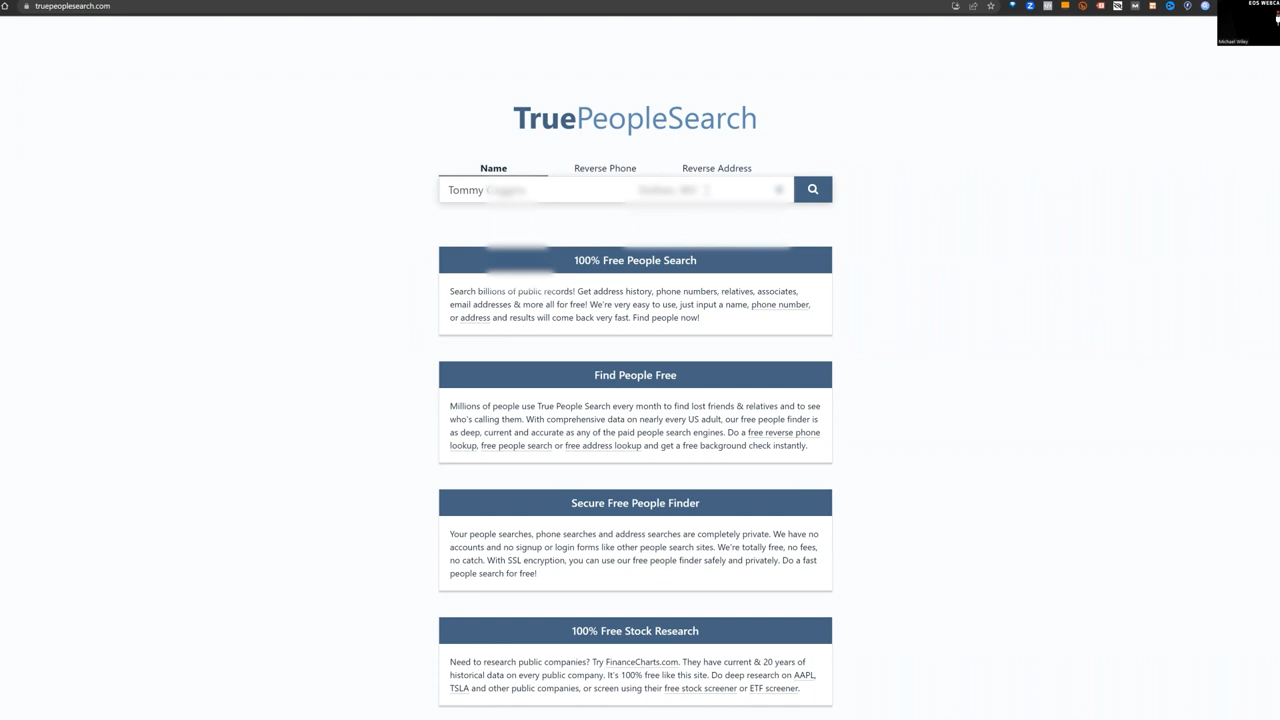 truepeoplesearch.com
EOS WEBCA
Michael Wiley
TruePeopleSearch
Name Reverse Phone Reverse Address
Tommy
100% Free People Search
Search billions of public records! Get address history, phone numbers, relatives, associates,
email addresses & more all for free! We're very easy to use, just input a name, phone number,
or address and results will come back very fast. Find people now!
Find People Free
Millions of people use True People Search every month to find lost friends & relatives and to see
who's calling them. With comprehensive data on nearly every US adult, our free people finder is
as deep, current and accurate as any of the paid people search engines. Do a free reverse phone
lookup, free people search or free address lookup and get a free background check instantly.
Secure Free People Finder
Your people searches, phone searches and address searches are completely private. We have no
accounts and no signup or login forms like other people search sites. We're totally free, no fees,
no catch. With SSL encryption, you can use our free people finder safely and privately. Do a fast
people search for free!
100% Free Stock Research
Need to research public companies? Try FinanceCharts.com. They have current & 20 years of
historical data on every public company. It's 100% free like this site. Do deep research on AAPL,
TSLA and other public companies, or screen using their free stock screener or ETF screener.